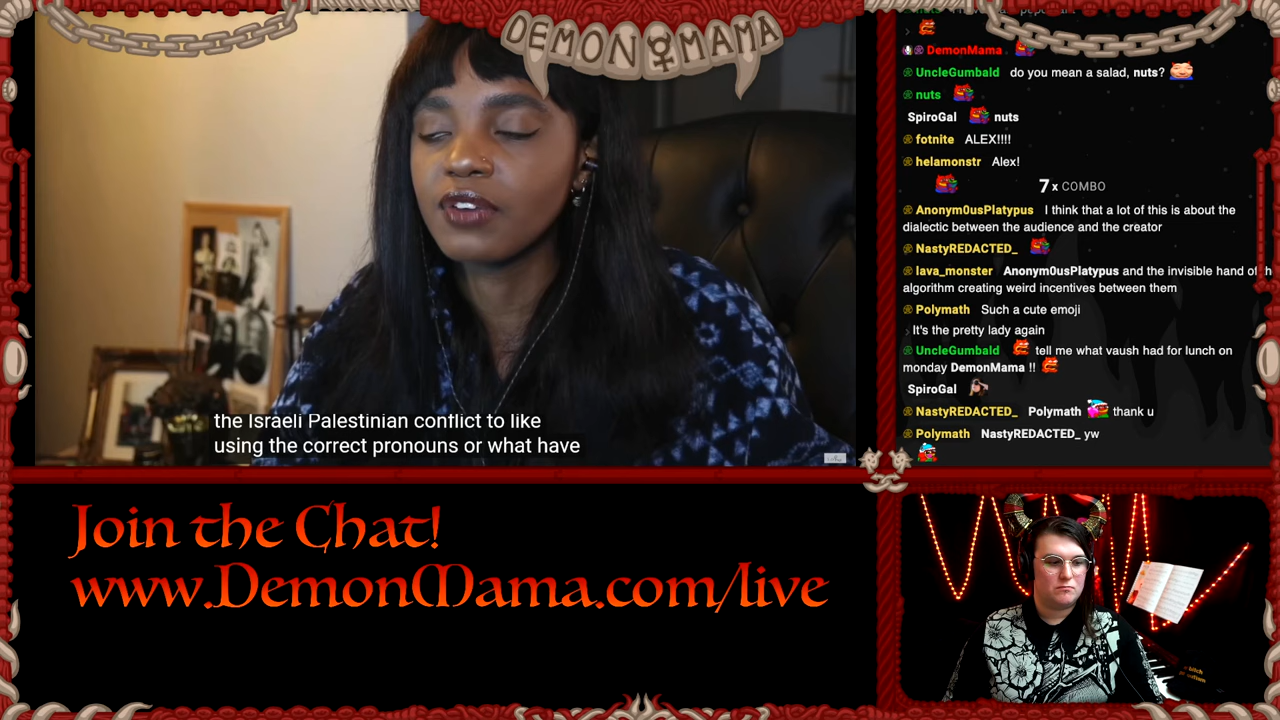 DEMON MAMA
DemonMama
UncleGumbald do you mean a salad, nuts?
nuts
SpiroGal nuts
fotnite ALEX!!!!
helamonstr Alex!
7 x COMBO
Anonym0usPlatypus I think that a lot of this is about the
dialectic between the audience and the creator
NastyREDACTED_
lava_monster Anonym0usPlatypus and the invisible hand of
algorithm creating weird incentives between them
Polymath Such a cute emoji
› It's the pretty lady again
UncleGumbald tell me what vaush had for lunch on
monday DemonMama !!
SpiroGal
NastyREDACTED_ Polymath thank u
Polymath NastyREDACTED_ yw
the Israeli Palestinian conflict to like
using the correct pronouns or what have
Join the Chat!
www.DemonMama.com/live